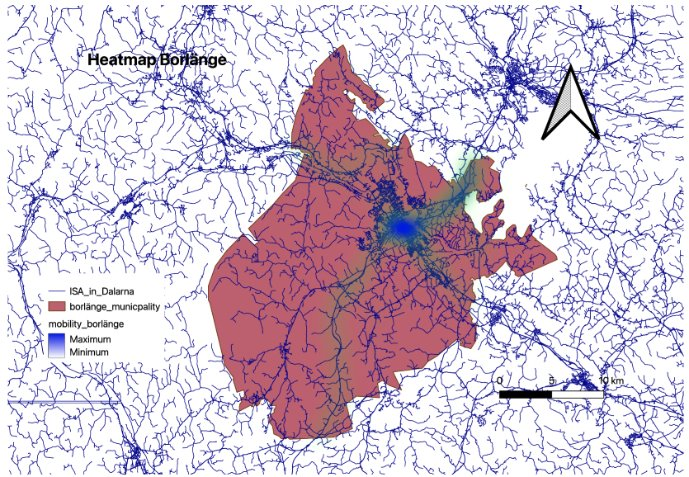 Heatmap Borlänge
ISA_in_Dalarna
borlänge_municpality
mobility_borlänge
Maximum
Minimum
0 5 10 km